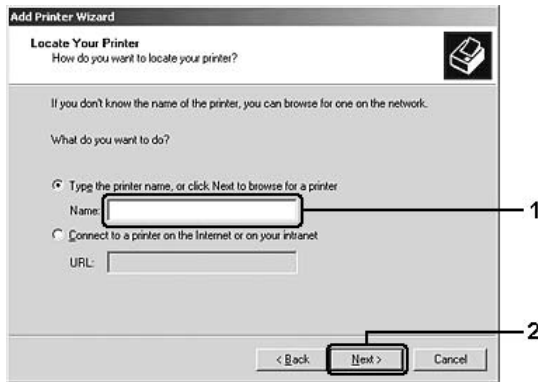 Add Printer Wizard
Locate Your Printer
How do you want to locate your printer?
If you don't know the name of the printer, you can browse for one on the network.
What do you want to do?
Type the printer name, or click Next to browse for a printer
Name:
1
Connect to a printer on the Internet or on your intranet
URL:
2
< Back
Next >
Cancel